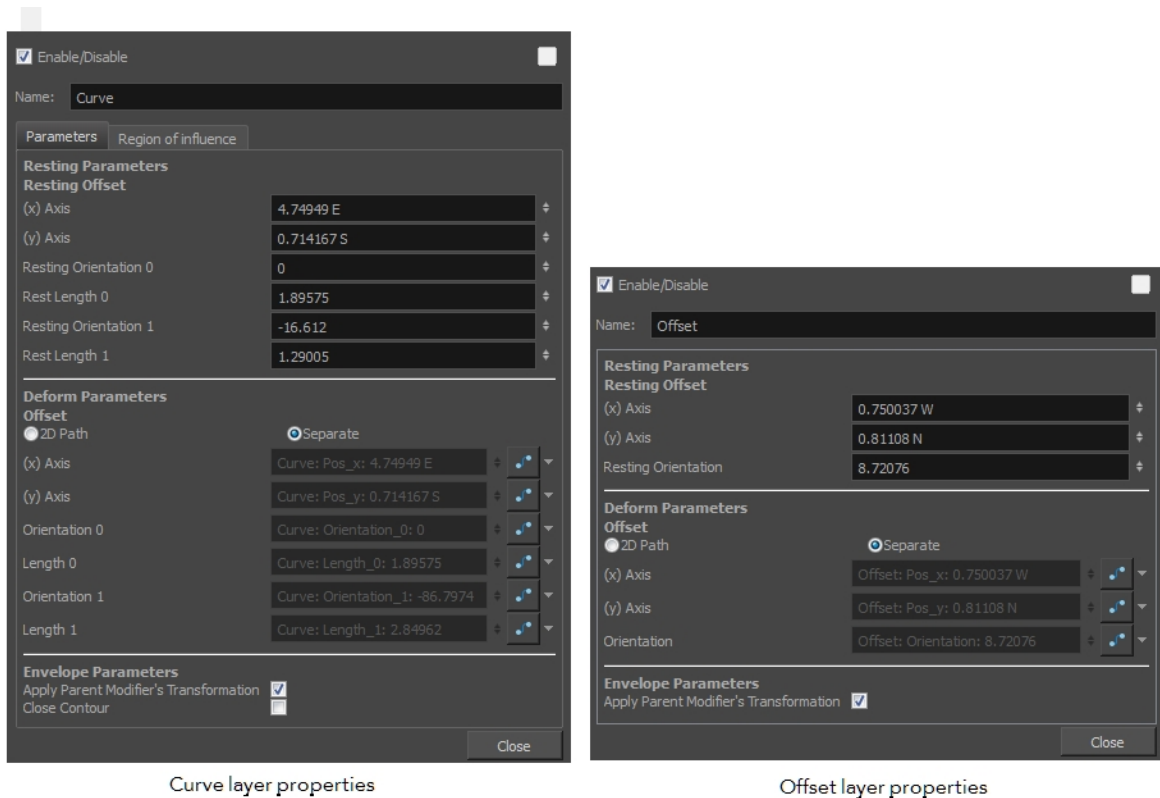 Enable/Disable
Name: Curve
Parameters Region of influence
Resting Parameters
Resting Offset
(x) Axis 4.74949 E
(y) Axis 0.714167 S
Resting Orientation 0 0
Rest Length 0 1.89575
Resting Orientation 1 -16.612
Rest Length 1 1.29005
Deform Parameters
Offset
2D Path Separate
(x) Axis Curve: Pos_x: 4.74949 E
(y) Axis Curve: Pos_y: 0.714167 S
Orientation 0 Curve: Orientation_0: 0
Length 0 Curve: Length_0: 1.89575
Orientation 1 Curve: Orientation_1: -86.7974
Length 1 Curve: Length_1: 2.84962
Envelope Parameters
Apply Parent Modifier's Transformation
Close Contour
Close
Curve layer properties
Enable/Disable
Name: Offset
Resting Parameters
Resting Offset
(x) Axis 0.750037 W
(y) Axis 0.81108 N
Resting Orientation 8.72076
Deform Parameters
Offset
2D Path Separate
(x) Axis Offset: Pos_x: 0.750037 W
(y) Axis Offset: Pos_y: 0.81108 N
Orientation Offset: Orientation: 8.72076
Envelope Parameters
Apply Parent Modifier's Transformation
Close
Offset layer properties